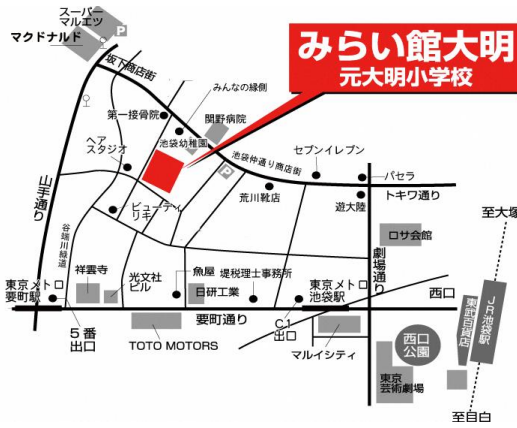 スーパー
マルエツ
マクドナルド
P
坂下商店街
みらい館大明
元大明小学校
みんなの縁側
第一接骨院
関野病院
池袋幼稚園
ヘア
スタジオ
池袋仲通り商店街
セブンイレブン
P
パセラ
トキワ通り
荒川靴店
遊大陸
山手通り
ビューティ
リキ
谷端川緑道
至大塚
ロサ会館
劇場通り
祥雲寺
光文社
ビル
魚屋
堤税理士事務所
日研工業
東京メトロ
要町駅
東京メトロ
池袋駅
西口
5番
出口
要町通り
C1
出口
TOTO MOTORS
マルイシティ
西口
公園
東武百貨店
JR池袋駅
東京
芸術劇場
至目白